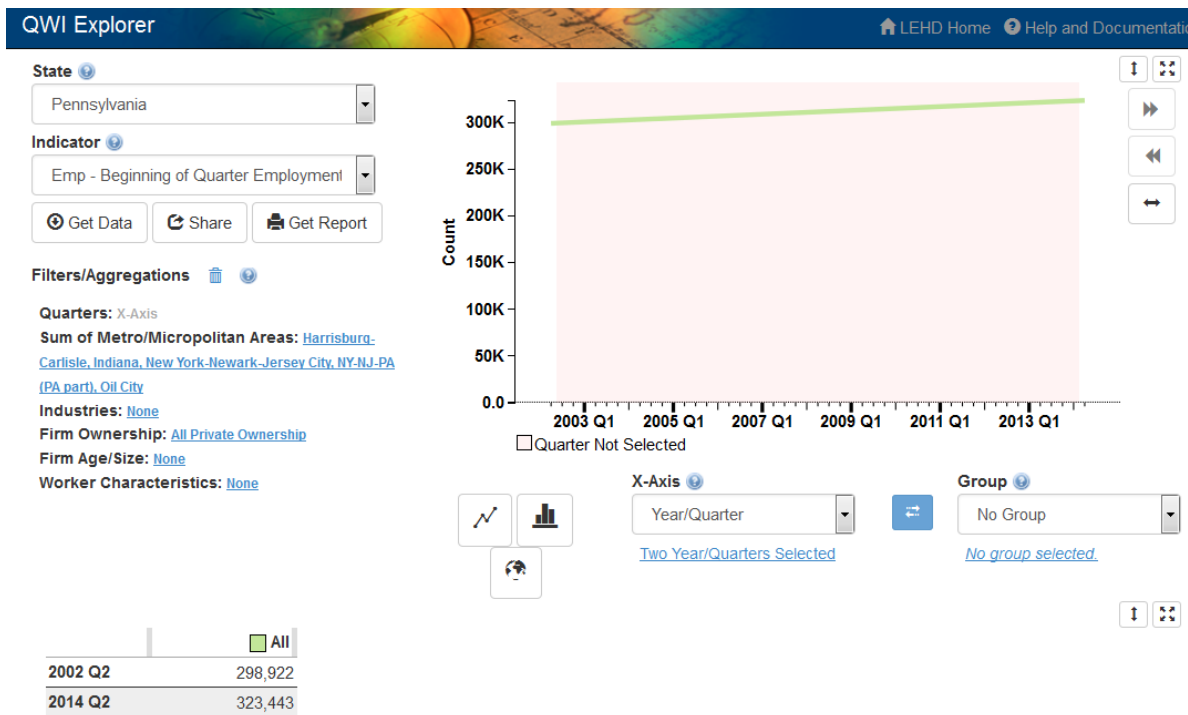 QWI Explorer
LEHD Home
Help and Documentatio
State
Pennsylvania
Indicator
Emp - Beginning of Quarter Employment
Get Data
Share
Get Report
Filters/Aggregations
Quarters: X-Axis
Sum of Metro/Micropolitan Areas: Harrisburg-
Carlisle, Indiana, New York-Newark-Jersey City, NY-NJ-PA
(PA part), Oil City
Industries: None
Firm Ownership: All Private Ownership
Firm Age/Size: None
Worker Characteristics: None
Count
300K
250K
200K
150K
100K
50K
0.0
2003 Q1 2005 Q1 2007 Q1 2009 Q1 2011 Q1 2013 Q1
Quarter Not Selected
X-Axis
Year/Quarter
Two Year/Quarters Selected
Group
No Group
No group selected.
All
2002 Q2 298,922
2014 Q2 323,443